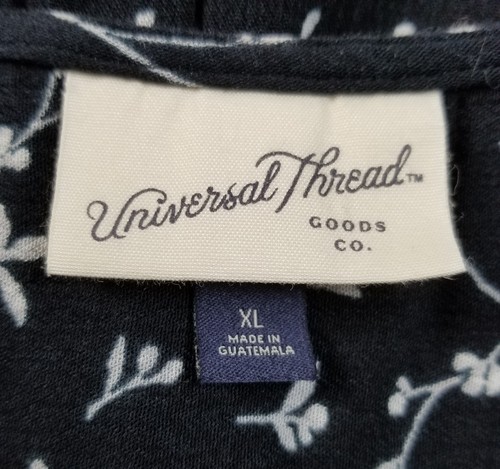 Universal Thread™
GOODS
CO.
XL
MADE IN
GUATEMALA